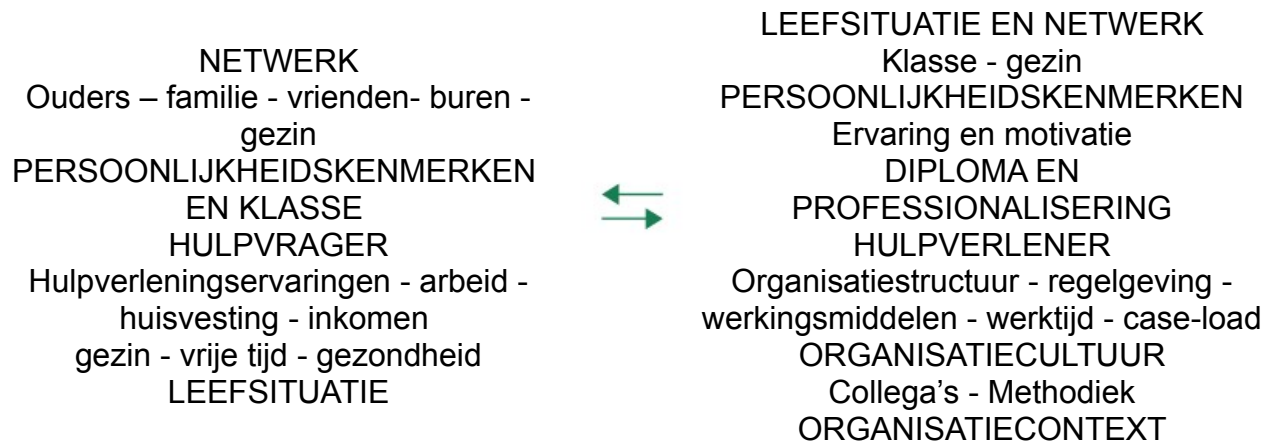 NETWERK
Ouders – familie - vrienden- buren -
gezin
PERSOONLIJKHEIDSKENMERKEN
EN KLASSE
HULPVRAGER
Hulpverleningservaringen - arbeid -
huisvesting - inkomen
gezin - vrije tijd - gezondheid
LEEFSITUATIE
LEEFSITUATIE EN NETWERK
Klasse - gezin
PERSOONLIJKHEIDSKENMERKEN
Ervaring en motivatie
DIPLOMA EN
PROFESSIONALISERING
HULPVERLENER
Organisatiestructuur - regelgeving -
werkingsmiddelen - werktijd - case-load
ORGANISATIECULTUUR
Collega’s - Methodiek
ORGANISATIECONTEXT